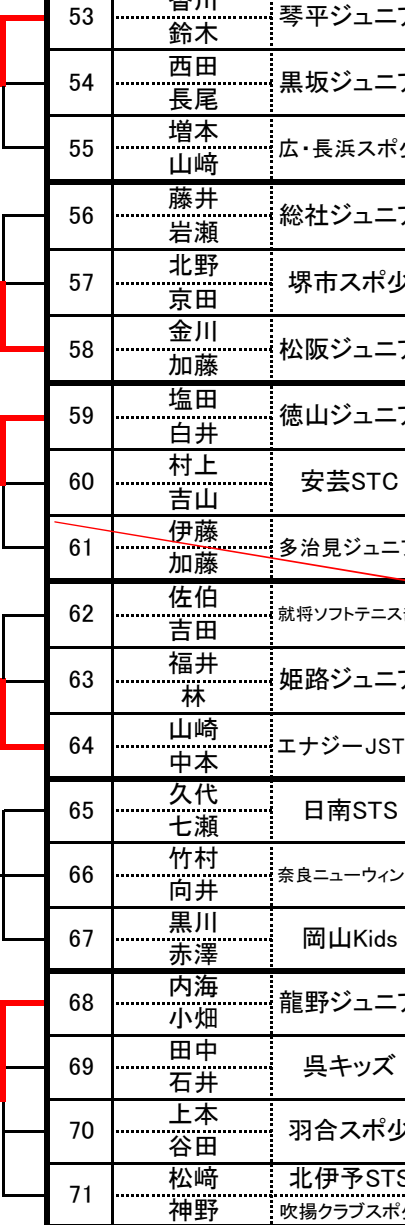 53 香川 琴平ジュニア
鈴木
54 西田 黒坂ジュニア
長尾
55 増本 広・長浜スポ少
山﨑
56 藤井 総社ジュニア
岩瀬
57 北野 堺市スポ少
京田
58 金川 松阪ジュニア
加藤
59 塩田 徳山ジュニア
白井
60 村上 安芸STC
吉山
61 伊藤 多治見ジュニア
加藤
62 佐伯 就将ソフトテニス
吉田
63 福井 姫路ジュニア
林
64 山崎 エナジーJST
中本
65 久代 日南STS
七瀬
66 竹村 奈良ニューウィン
向井
67 黒川 岡山Kids
赤澤
68 内海 龍野ジュニア
小畑
69 田中 呉キッズ
石井
70 上本 羽合スポ少
谷田
71 松﨑 北伊予STS
神野 吹揚クラブスポ少